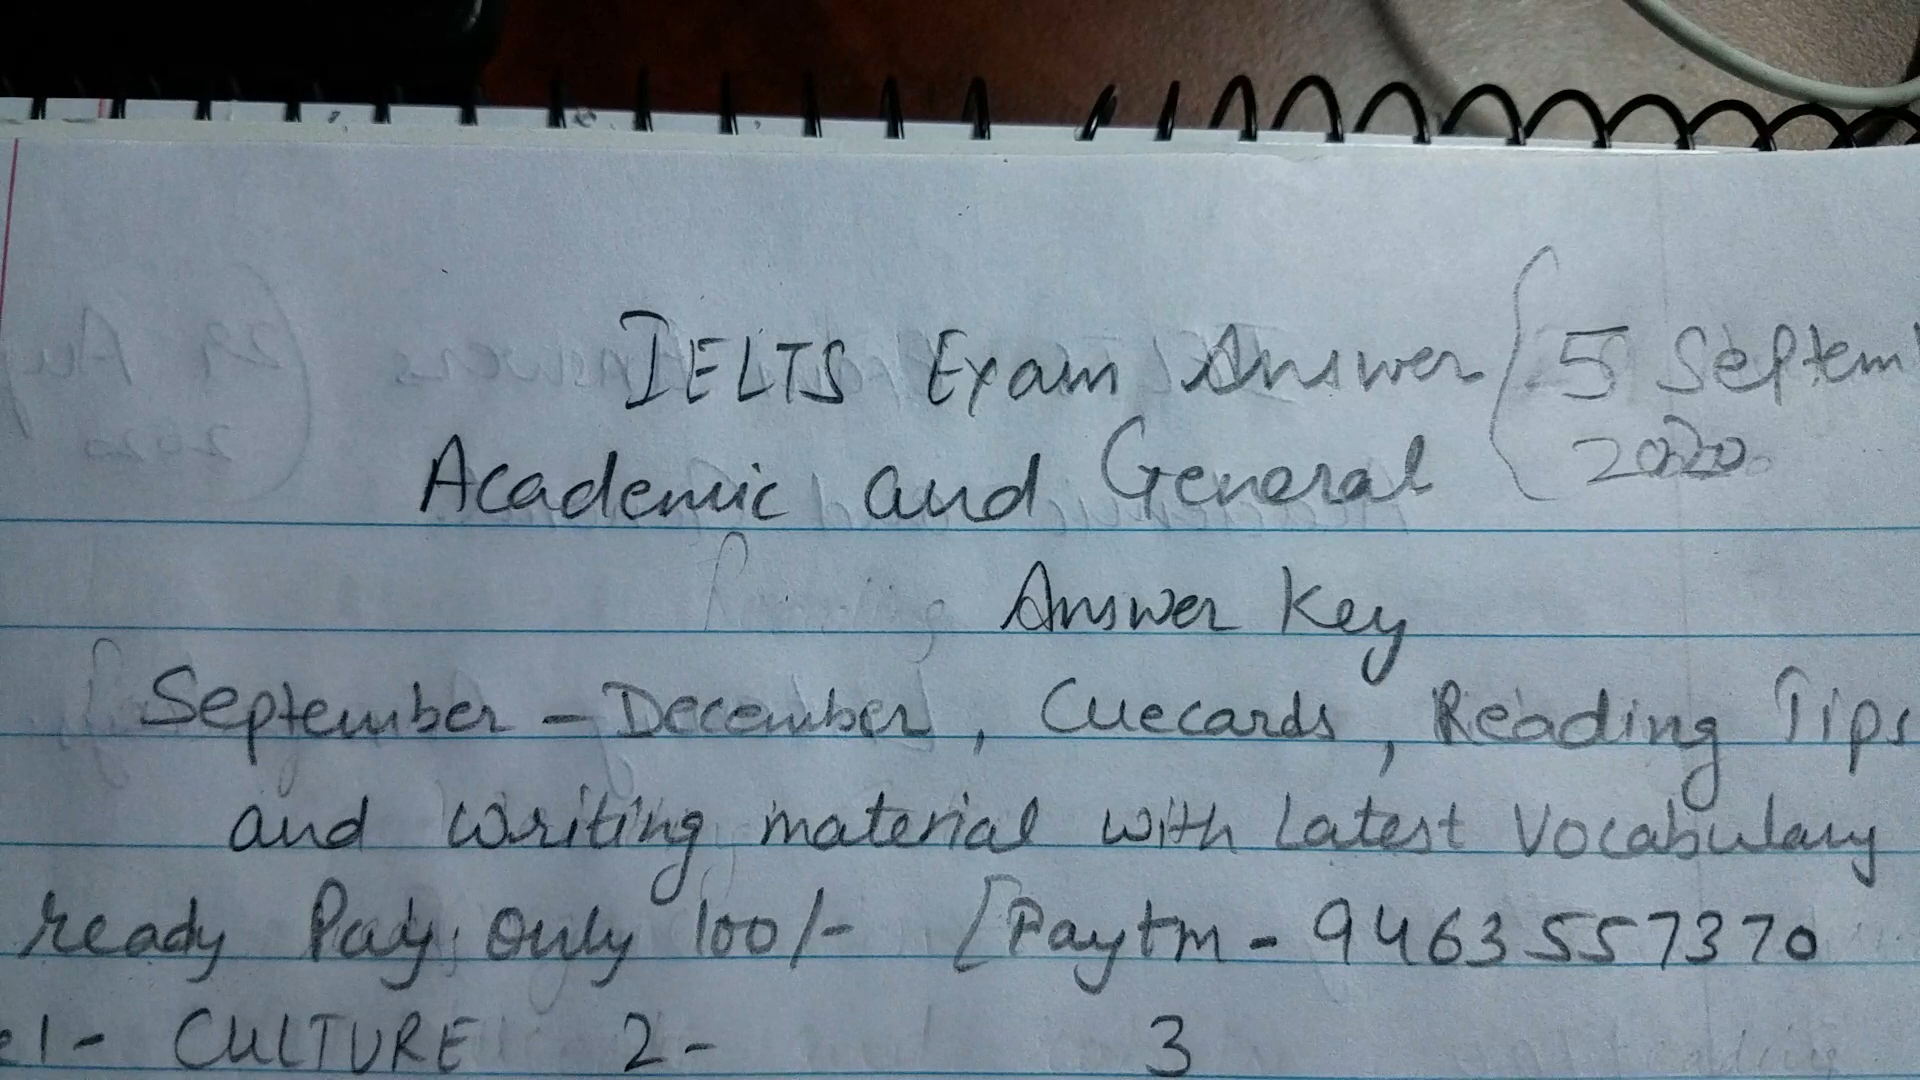 IELTS Exam Answer (5 Septem
2020
Academic and General
Answer Key
September - December, Cuecards, Reading Tips
and writing material with Latest Vocabulary
ready Pay only 100/- [Paytm - 9463557370
1- CULTURE 2- 3